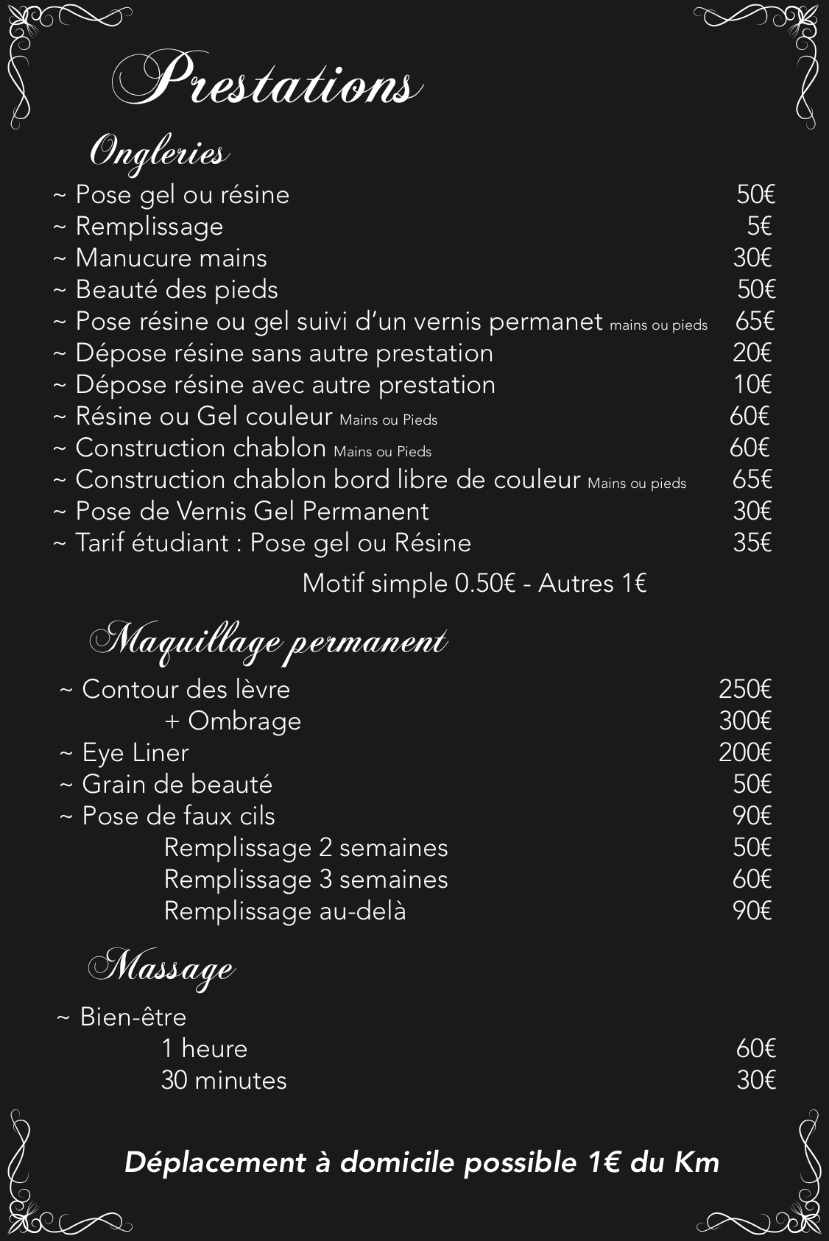 Prestations
Ongleries
~ Pose gel ou résine 50€
~ Remplissage 5€
~ Manucure mains 30€
~ Beauté des pieds 50€
~ Pose résine ou gel suivi d'un vernis permanet mains ou pieds 65€
~ Dépose résine sans autre prestation 20€
~ Dépose résine avec autre prestation 10€
~ Résine ou Gel couleur Mains ou Pieds 60€
~ Construction chablon Mains ou Pieds 60€
~ Construction chablon bord libre de couleur Mains ou pieds 65€
~ Pose de Vernis Gel Permanent 30€
~ Tarif étudiant : Pose gel ou Résine 35€
Motif simple 0.50€ - Autres 1€
Maquillage permanent
~ Contour des lèvre 250€
+ Ombrage 300€
~ Eye Liner 200€
~ Grain de beauté 50€
~ Pose de faux cils 90€
Remplissage 2 semaines 50€
Remplissage 3 semaines 60€
Remplissage au-delà 90€
Massage
~ Bien-être
1 heure 60€
30 minutes 30€
Déplacement à domicile possible 1€ du Km